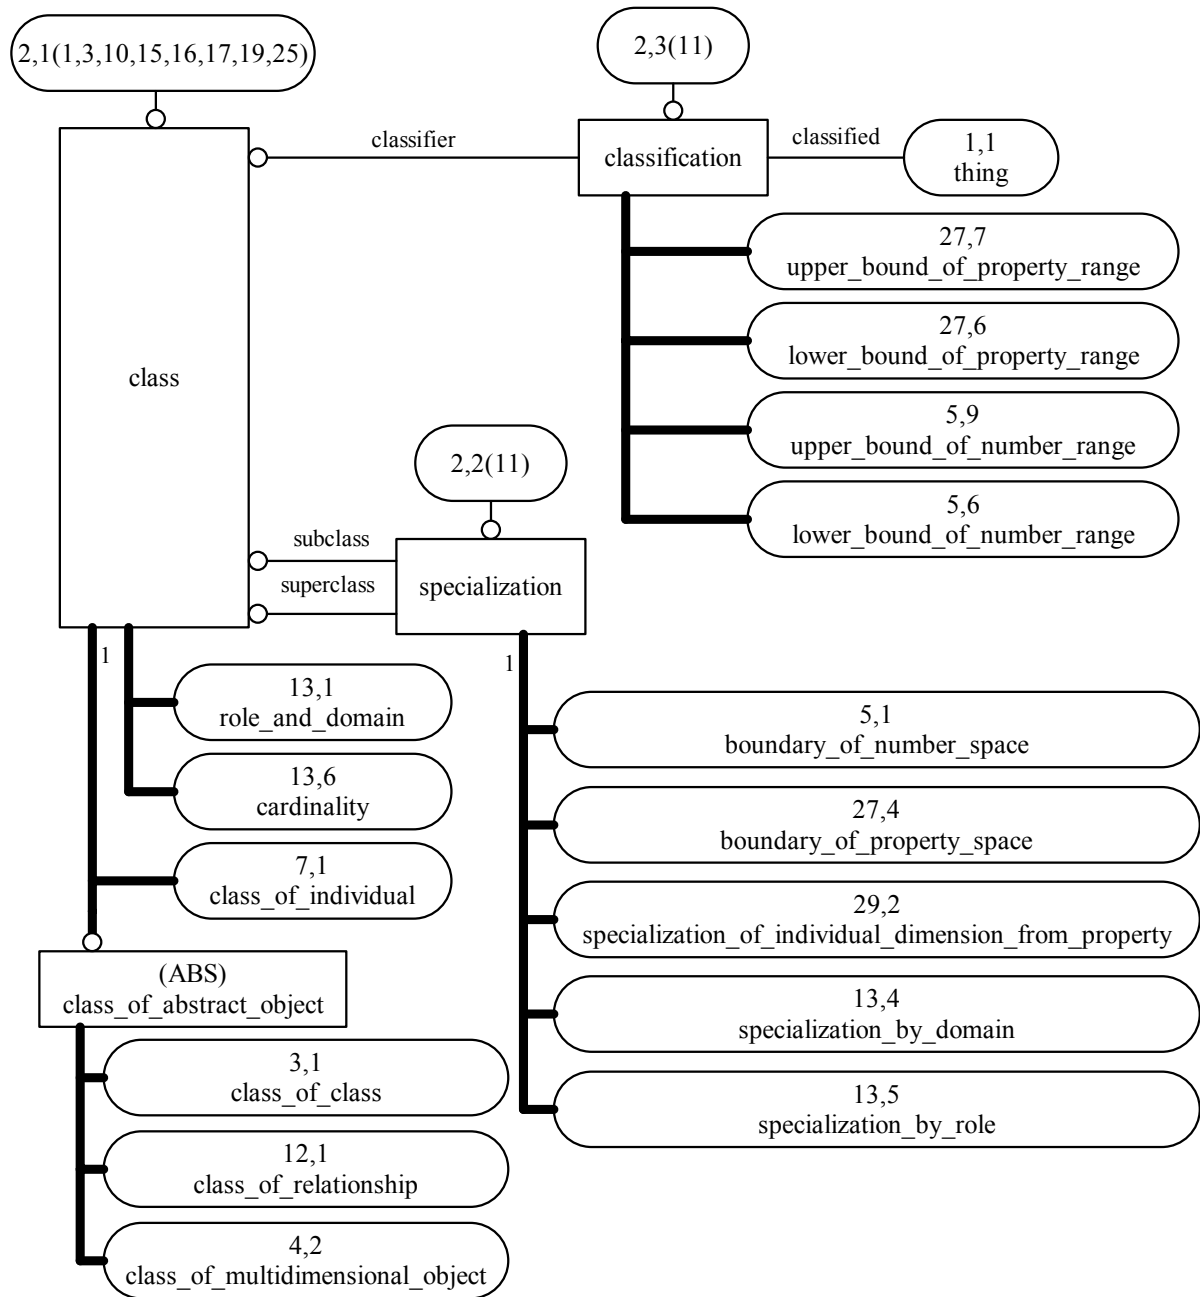 2,1(1,3,10,15,16,17,19,25)
2,3(11)
classifier
classification
classified
1,1
thing
27,7
upper_bound_of_property_range
27,6
lower_bound_of_property_range
class
5,9
upper_bound_of_number_range
2,2(11)
5,6
lower_bound_of_number_range
subclass
superclass
specialization
1
1
13,1
role_and_domain
5,1
boundary_of_number_space
13,6
cardinality
27,4
boundary_of_property_space
7,1
class_of_individual
29,2
specialization_of_individual_dimension_from_property
(ABS)
class_of_abstract_object
13,4
specialization_by_domain
3,1
class_of_class
13,5
specialization_by_role
12,1
class_of_relationship
4,2
class_of_multidimensional_object